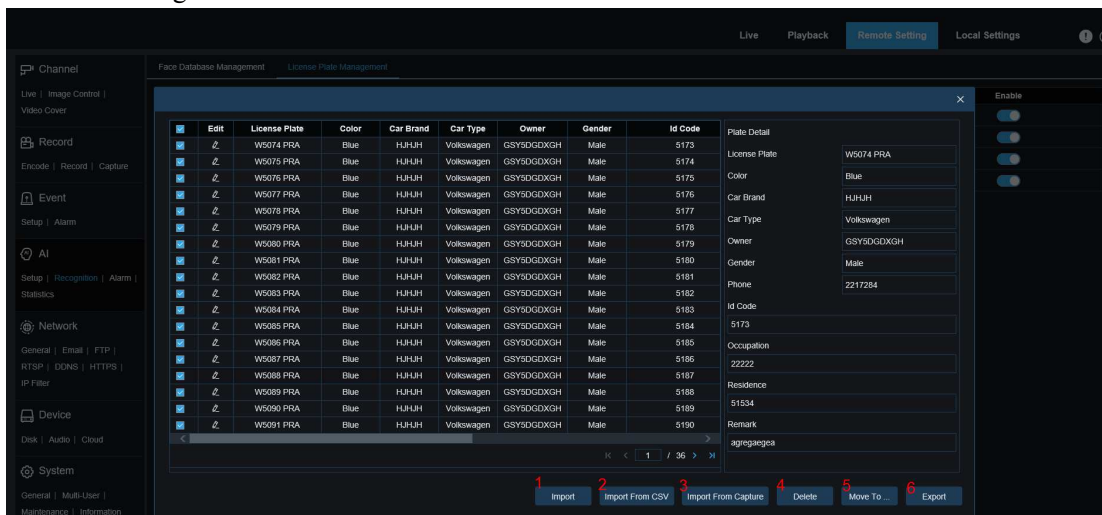 Live Playback Remote Setting Local Settings
Channel
Live | Image Control |
Video Cover
Record
Encode | Record | Capture
Event
Setup | Alarm
AI
Setup | Recognition | Alarm |
Statistics
Network
General | Email | FTP |
RTSP | DDNS | HTTPS |
IP Filter
Device
Disk | Audio | Cloud
System
General | Multi-User |
Maintenance | Information
Face Database Management License Plate Management
Enable
Edit License Plate Color Car Brand Car Type Owner Gender Id Code
W5074 PRA Blue HJHJH Volkswagen GSY5DGDXGH Male 5173
W5075 PRA Blue HJHJH Volkswagen GSY5DGDXGH Male 5174
W5076 PRA Blue HJHJH Volkswagen GSY5DGDXGH Male 5175
W5077 PRA Blue HJHJH Volkswagen GSY5DGDXGH Male 5176
W5078 PRA Blue HJHJH Volkswagen GSY5DGDXGH Male 5177
W5079 PRA Blue HJHJH Volkswagen GSY5DGDXGH Male 5178
W5080 PRA Blue HJHJH Volkswagen GSY5DGDXGH Male 5179
W5081 PRA Blue HJHJH Volkswagen GSY5DGDXGH Male 5180
W5082 PRA Blue HJHJH Volkswagen GSY5DGDXGH Male 5181
W5083 PRA Blue HJHJH Volkswagen GSY5DGDXGH Male 5182
W5084 PRA Blue HJHJH Volkswagen GSY5DGDXGH Male 5183
W5085 PRA Blue HJHJH Volkswagen GSY5DGDXGH Male 5184
W5086 PRA Blue HJHJH Volkswagen GSY5DGDXGH Male 5185
W5087 PRA Blue HJHJH Volkswagen GSY5DGDXGH Male 5186
W5088 PRA Blue HJHJH Volkswagen GSY5DGDXGH Male 5187
W5089 PRA Blue HJHJH Volkswagen GSY5DGDXGH Male 5188
W5090 PRA Blue HJHJH Volkswagen GSY5DGDXGH Male 5189
W5091 PRA Blue HJHJH Volkswagen GSY5DGDXGH Male 5190
1 / 36
Plate Detail
License Plate W5074 PRA
Color Blue
Car Brand HJHJH
Car Type Volkswagen
Owner GSY5DGDXGH
Gender Male
Phone 2217284
Id Code
5173
Occupation
22222
Residence
51534
Remark
agregaegea
1 Import 2 Import From CSV 3 Import From Capture 4 Delete 5 Move To ... 6 Export